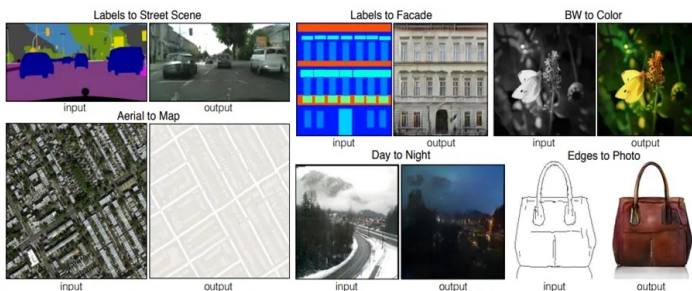 Labels to Street Scene
input
output
Aerial to Map
input
output
Labels to Facade
input
output
BW to Color
input
output
Day to Night
input
output
Edges to Photo
input
output